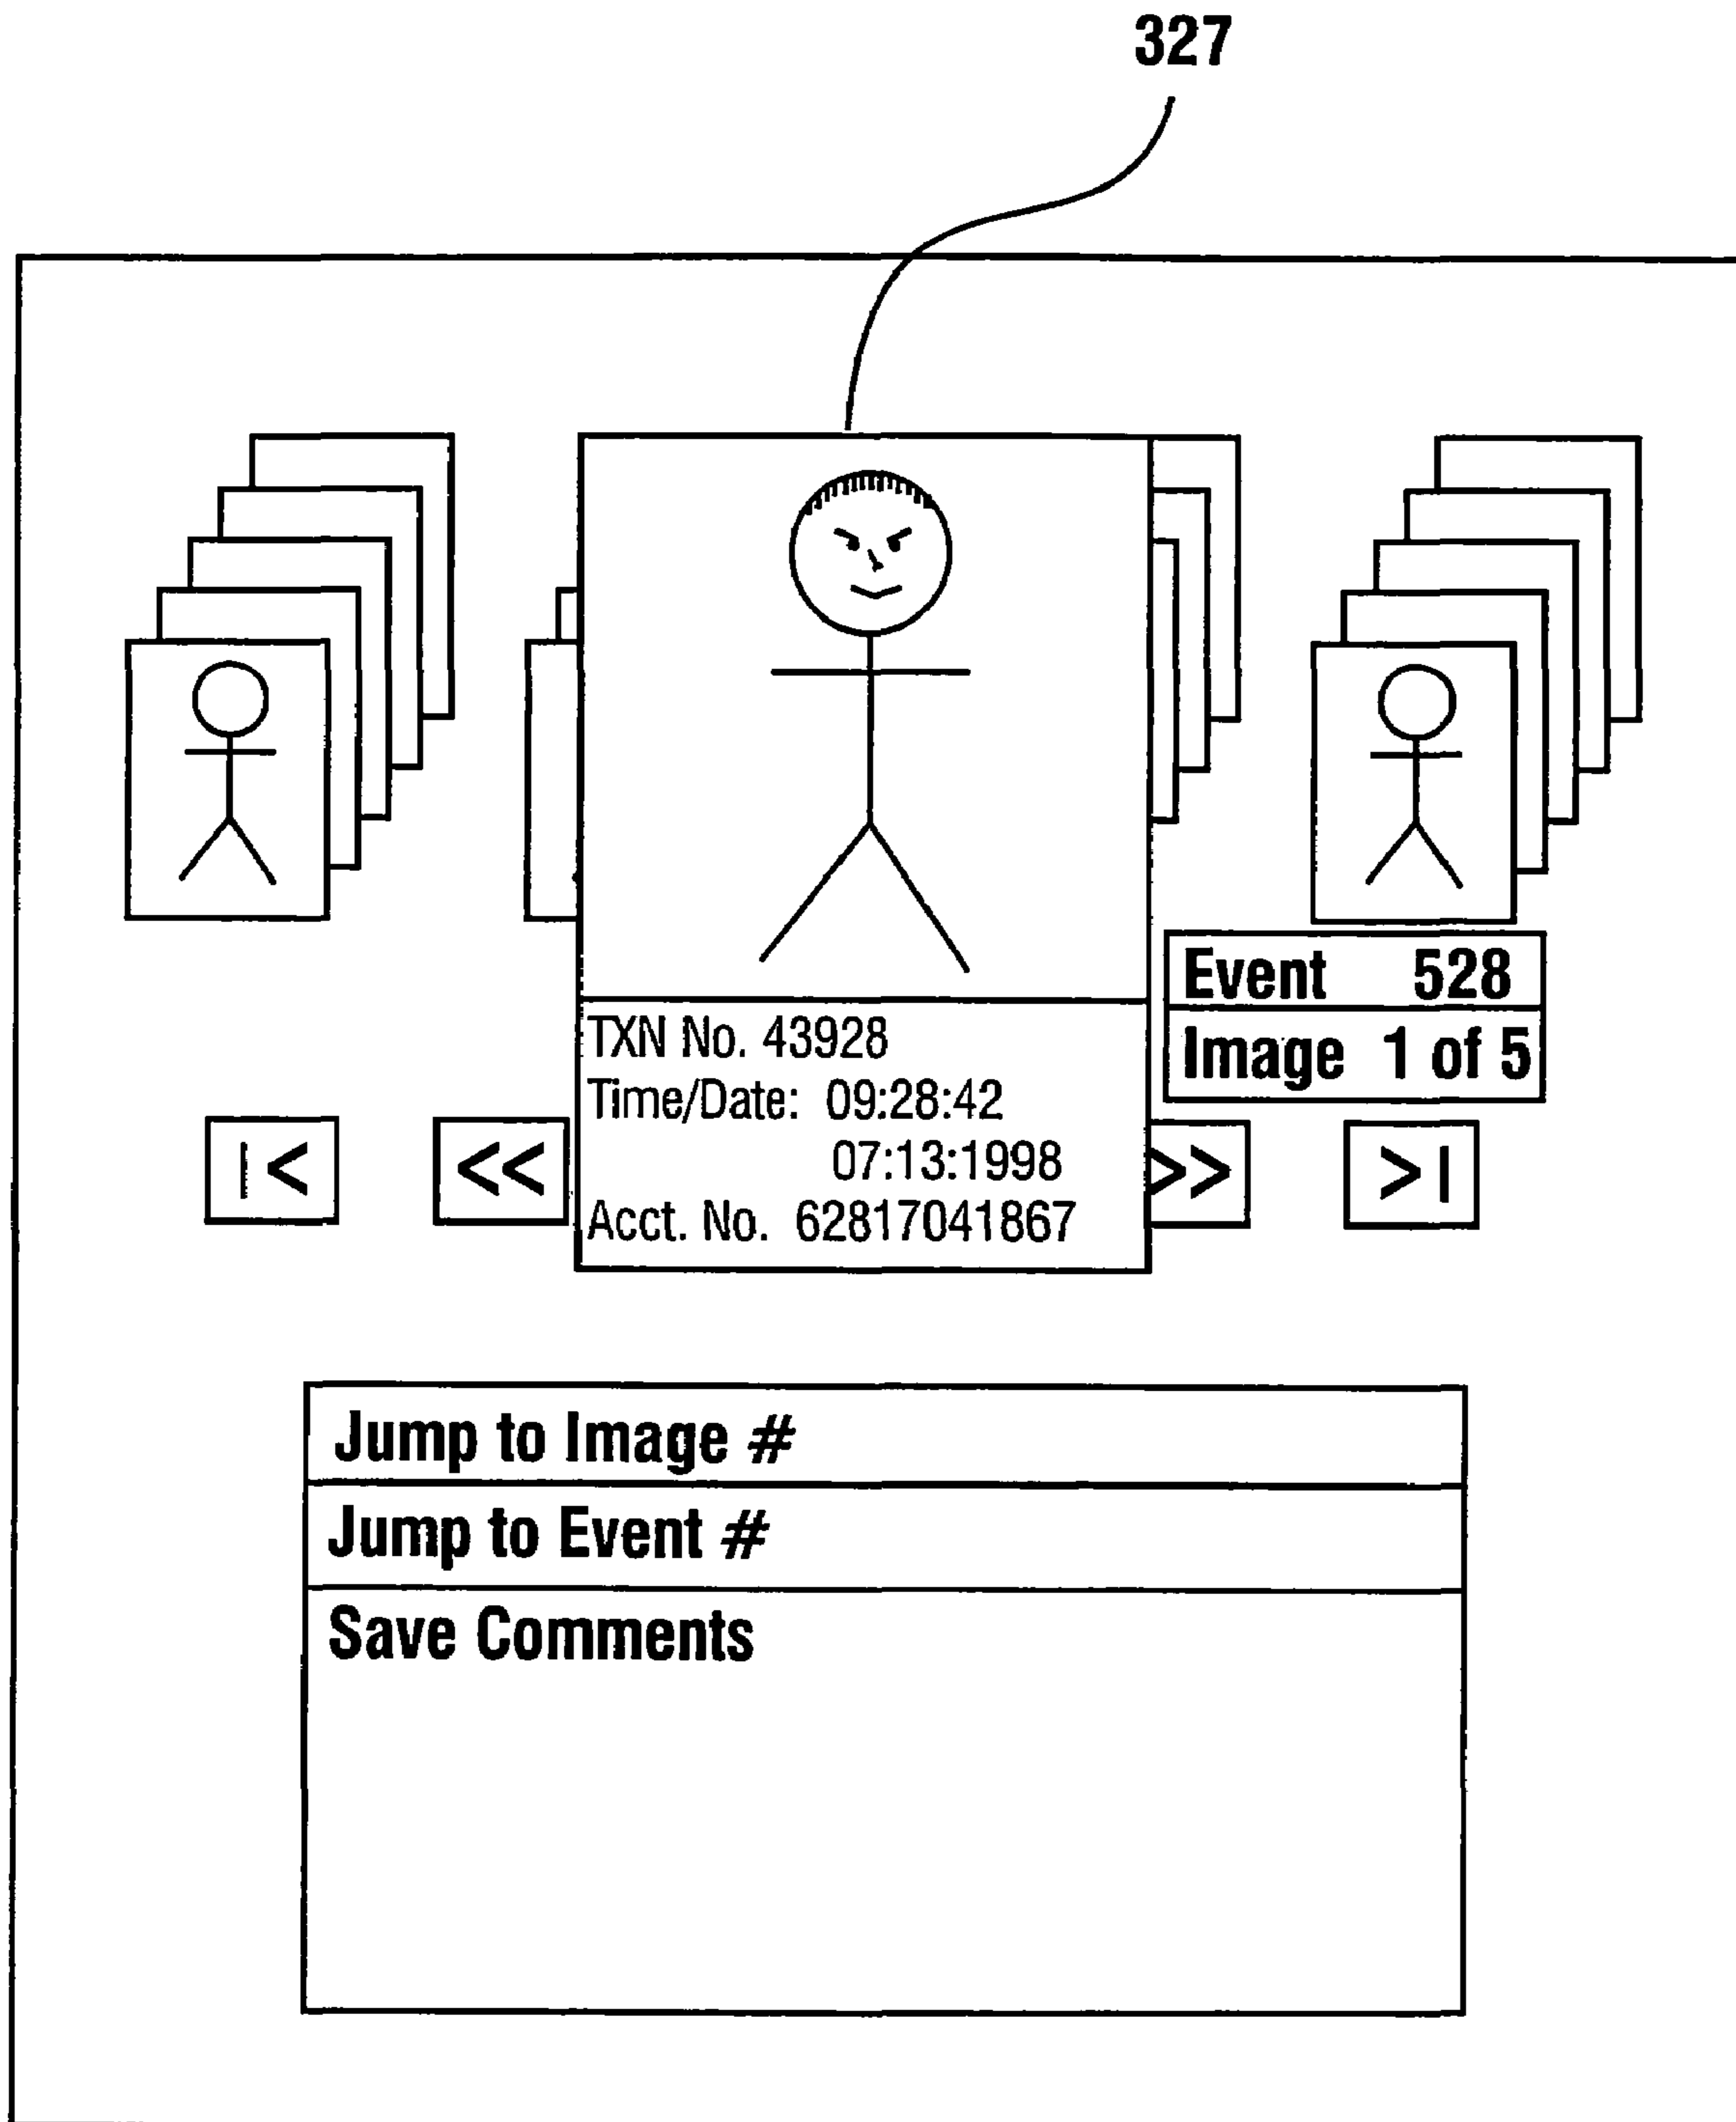 327
Event 528
Image 1 of 5
TXN No. 43928
Time/Date: 09:28:42
07:13:1998
Acct. No. 62817041867
|<
<<
>>
>|
Jump to Image #
Jump to Event #
Save Comments